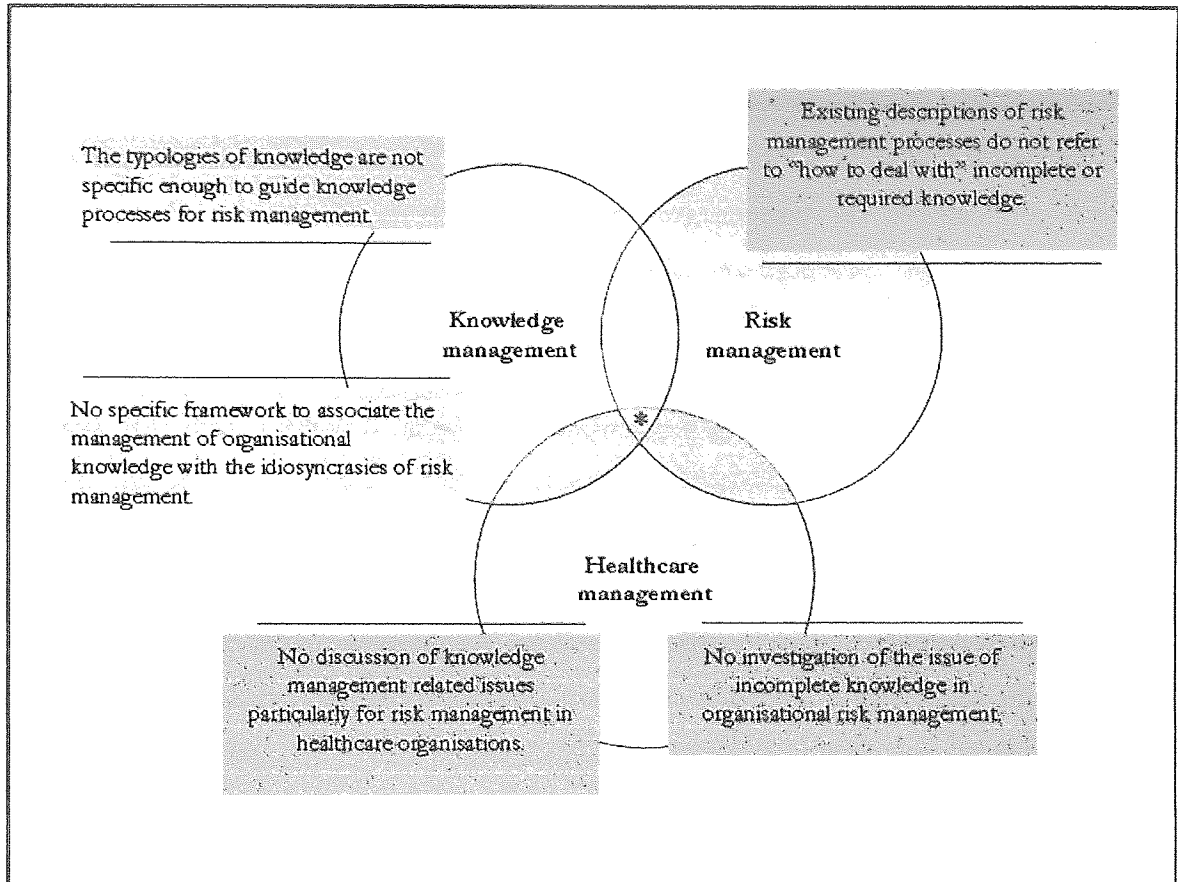 The typologies of knowledge are not
specific enough to guide knowledge
processes for risk management.
Existing descriptions of risk
management processes do not refer
to "how to deal with" incomplete or
required knowledge.
Knowledge
management
Risk
management
No specific framework to associate the
management of organisational
knowledge with the idiosyncrasies of risk
management.
*
Healthcare
management
No discussion of knowledge
management related issues
particularly for risk management in
healthcare organisations.
No investigation of the issue of
incomplete knowledge in
organisational risk management.